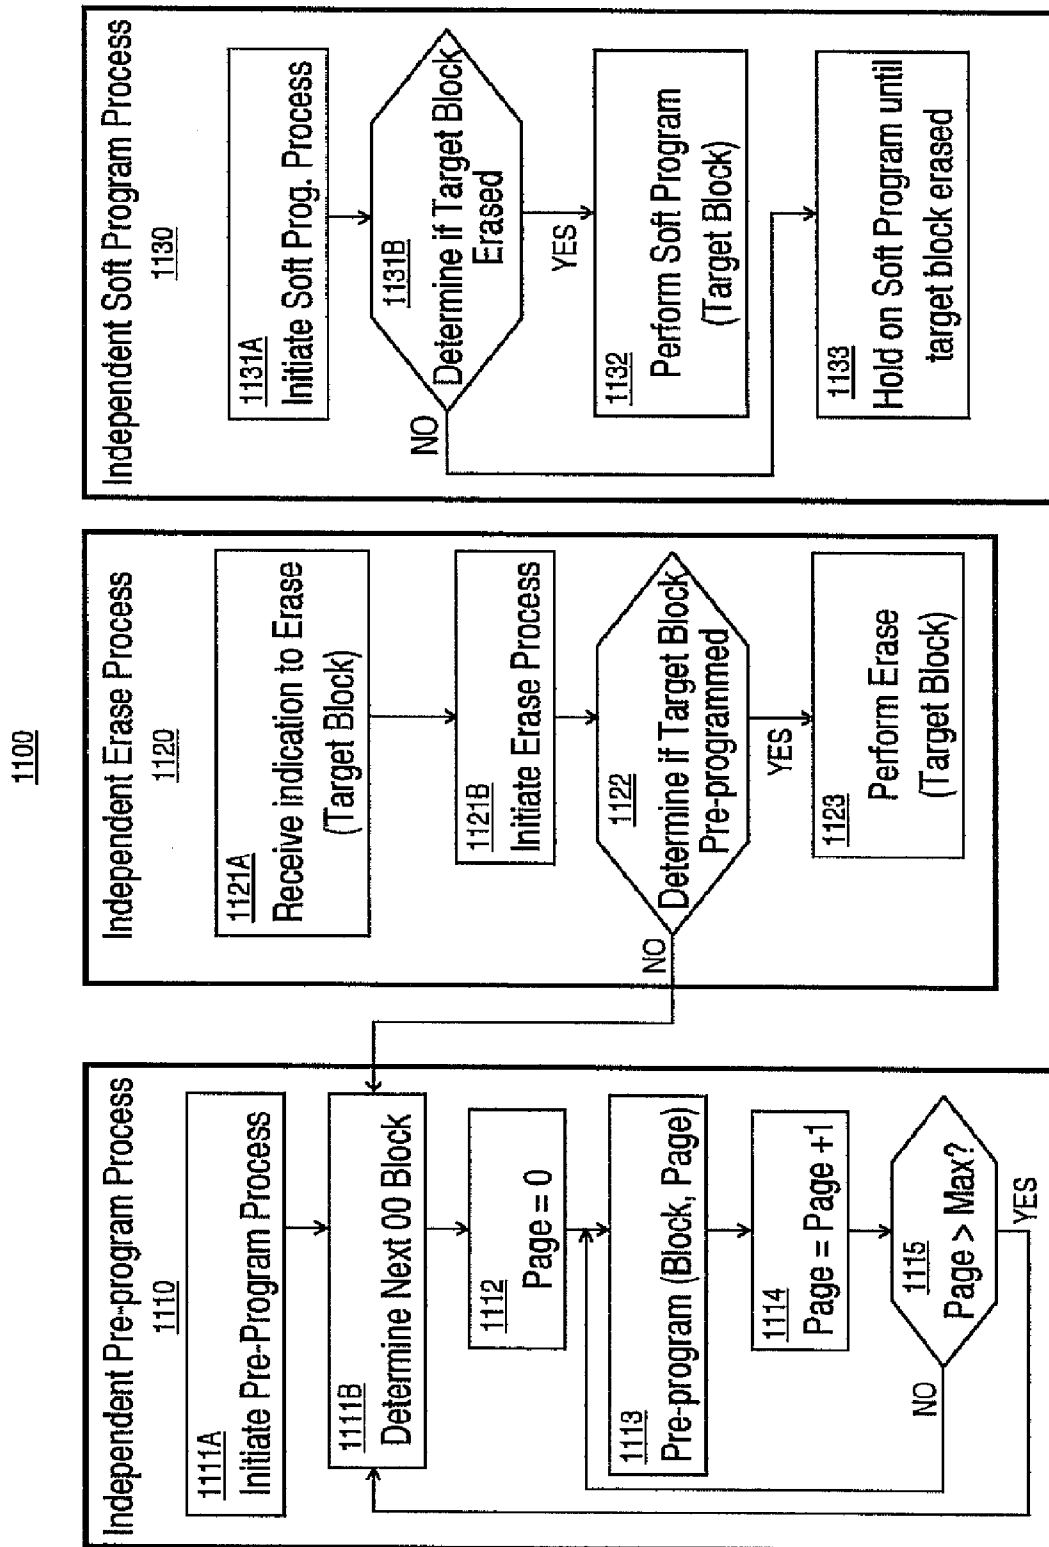 1100
Independent Pre-program Process
1110
1111A
Initiate Pre-Program Process
1111B
Determine Next 00 Block
1112
Page = 0
1113
Pre-program (Block, Page)
1114
Page = Page +1
1115
Page > Max?
NO
YES
Independent Erase Process
1120
1121A
Receive indication to Erase
(Target Block)
1121B
Initiate Erase Process
1122
Determine if Target Block
Pre-programmed
NO
YES
1123
Perform Erase
(Target Block)
Independent Soft Program Process
1130
1131A
Initiate Soft Prog. Process
1131B
Determine if Target Block
Erased
NO
YES
1132
Perform Soft Program
(Target Block)
1133
Hold on Soft Program until
target block erased